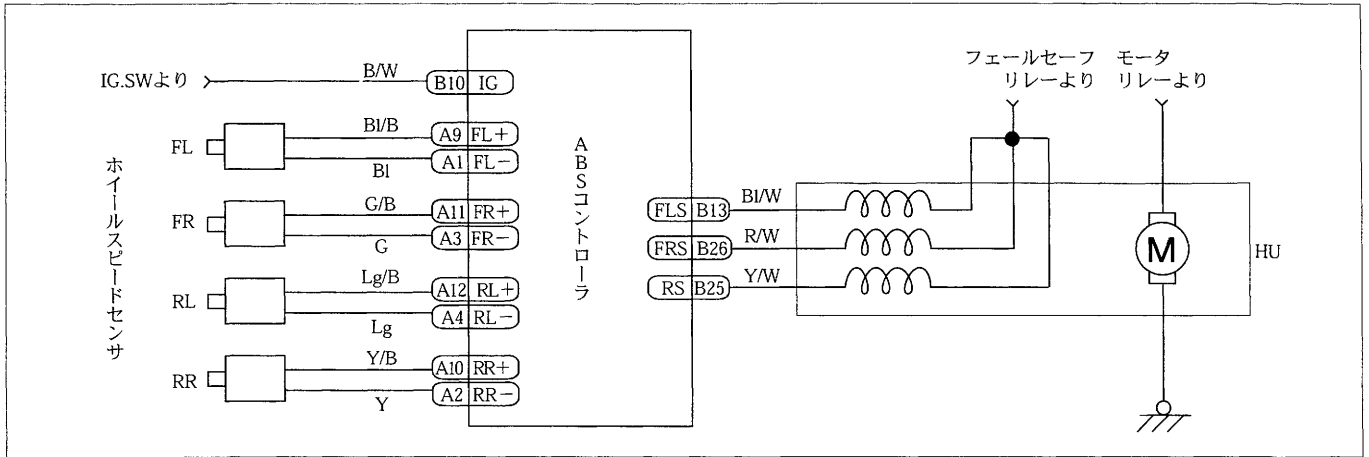 IG.SWより
B/W
B10 IG
ホイールスピードセンサ
FL
Bl/B
A9 FL+
Bl
A1 FL−
FR
G/B
A11 FR+
G
A3 FR−
RL
Lg/B
A12 RL+
Lg
A4 RL−
RR
Y/B
A10 RR+
Y
A2 RR−
ABSコントローラ
FLS B13
Bl/W
FRS B26
R/W
RS B25
Y/W
フェールセーフ
リレーより
モータ
リレーより
M
HU